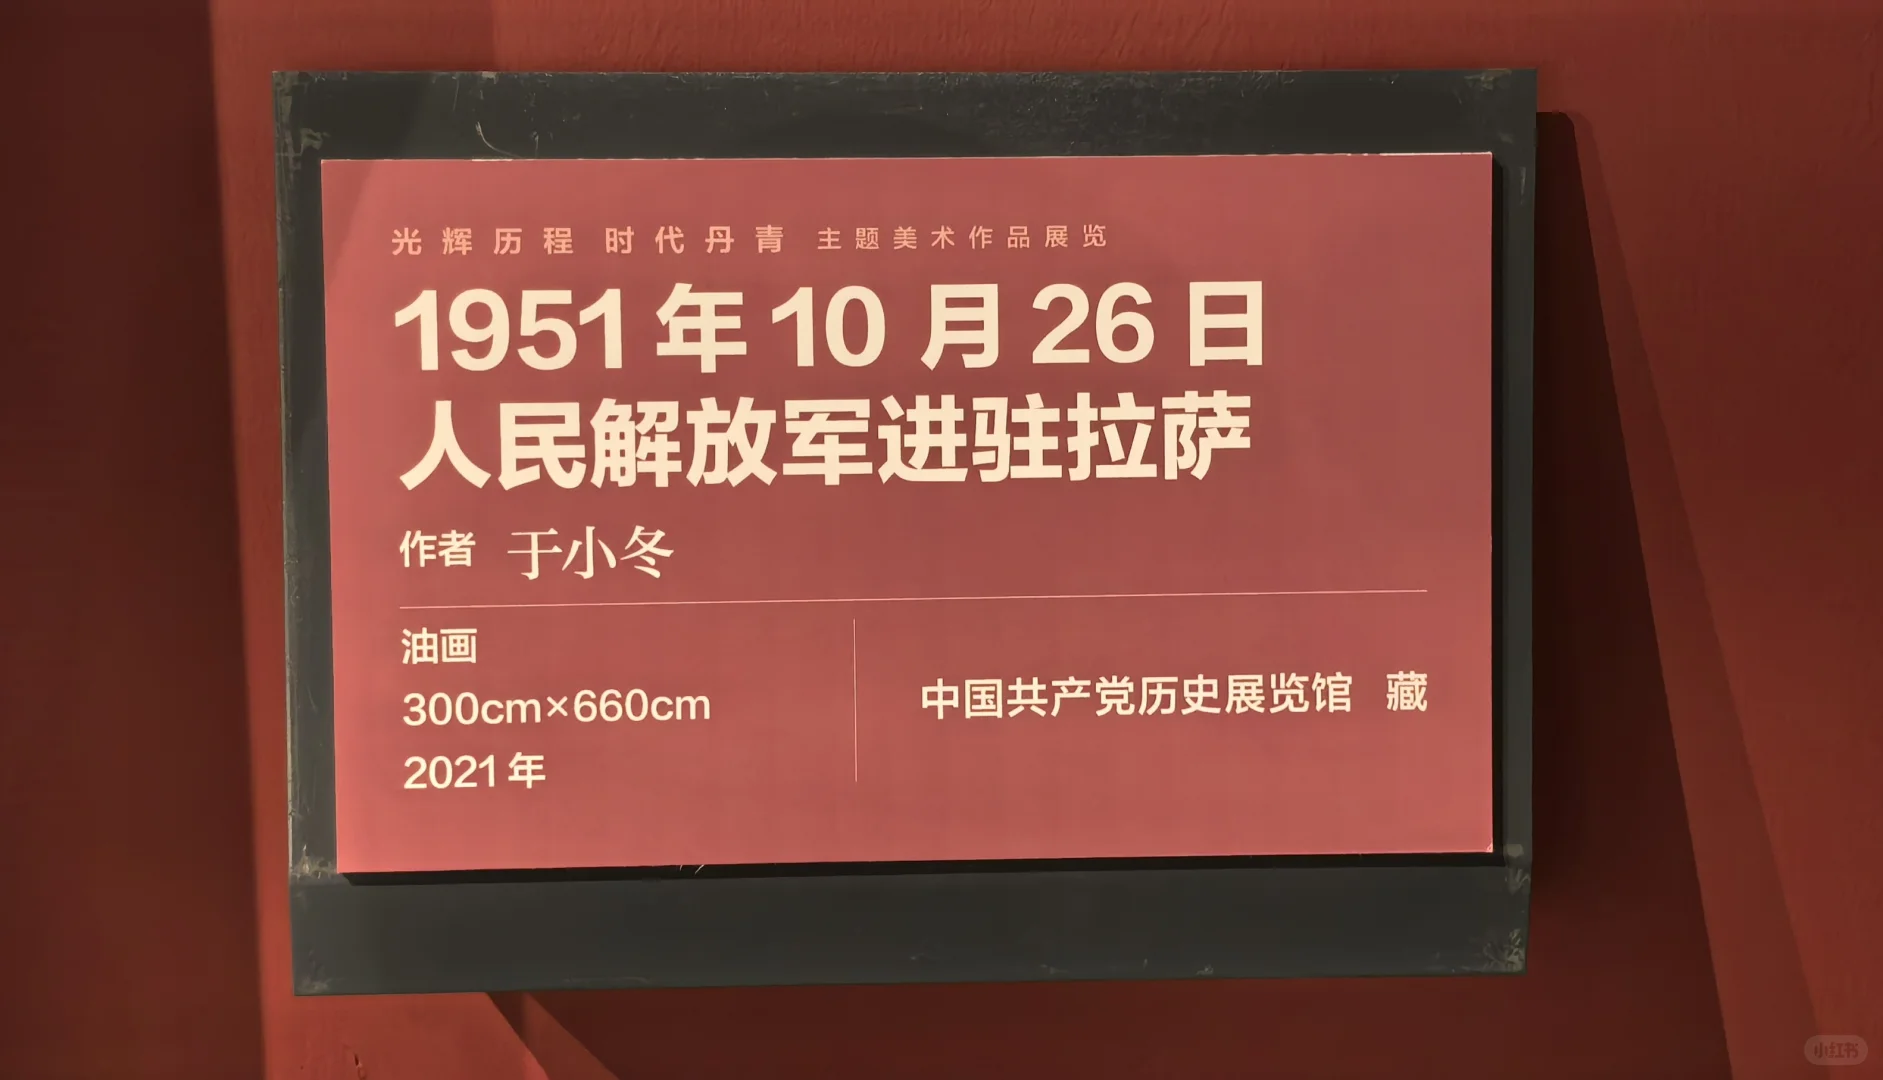 光辉历程 时代丹青 主题美术作品展览
1951年10月26日
人民解放军进驻拉萨
作者 于小冬
油画
300cm×660cm
2021年
中国共产党历史展览馆 藏
小红书